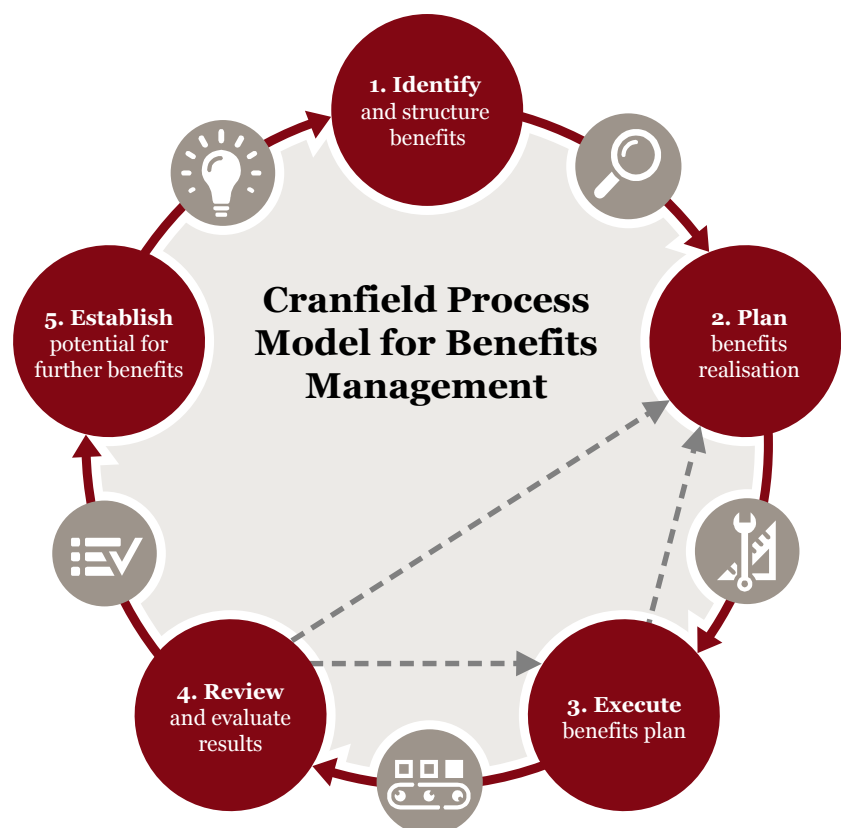 1. Identify
and structure
benefits
Cranfield Process
Model for Benefits
Management
2. Plan
benefits
realisation
3. Execute
benefits plan
4. Review
and evaluate
results
5. Establish
potential for
further benefits